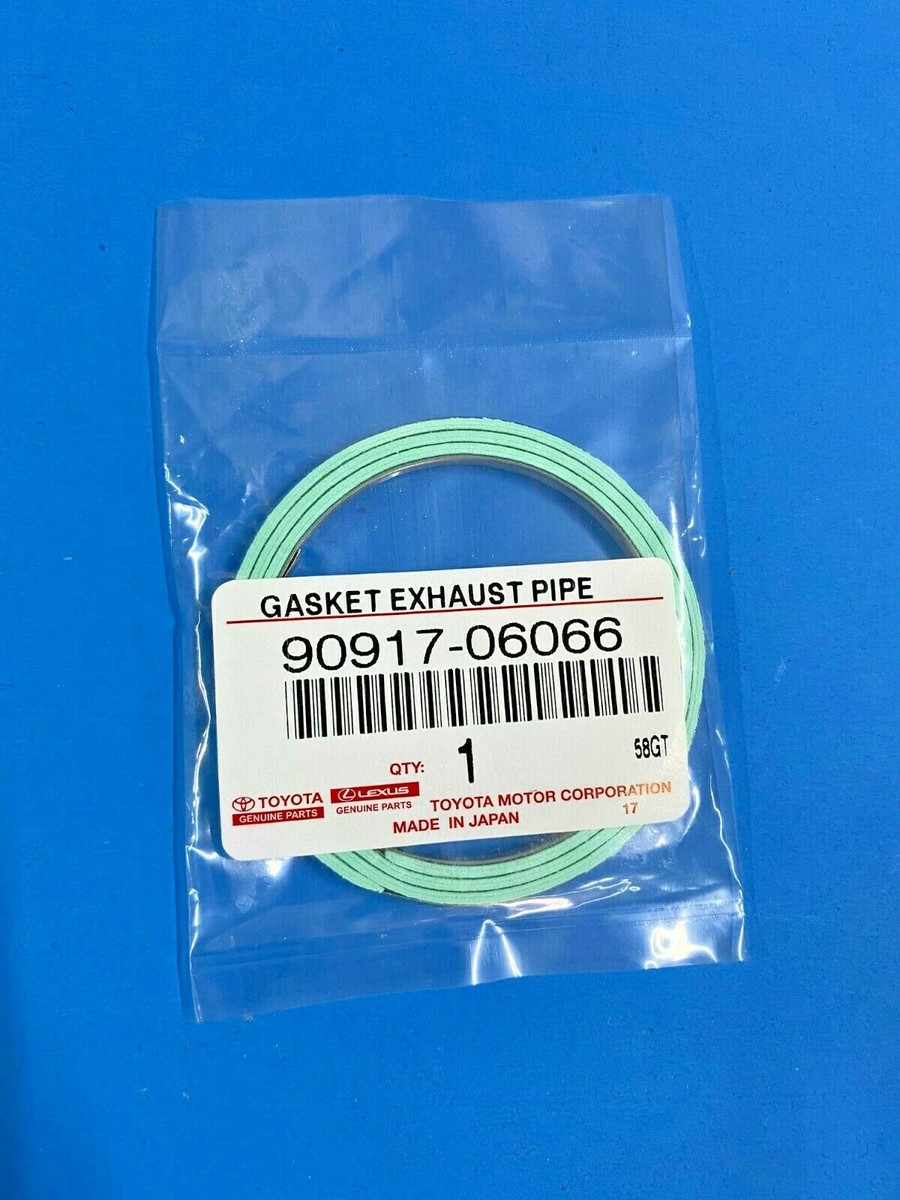 GASKET EXHAUST PIPE
90917-06066
QTY: 1 58GT
TOYOTA LEXUS
GENUINE PARTS GENUINE PARTS
TOYOTA MOTOR CORPORATION
MADE IN JAPAN 17